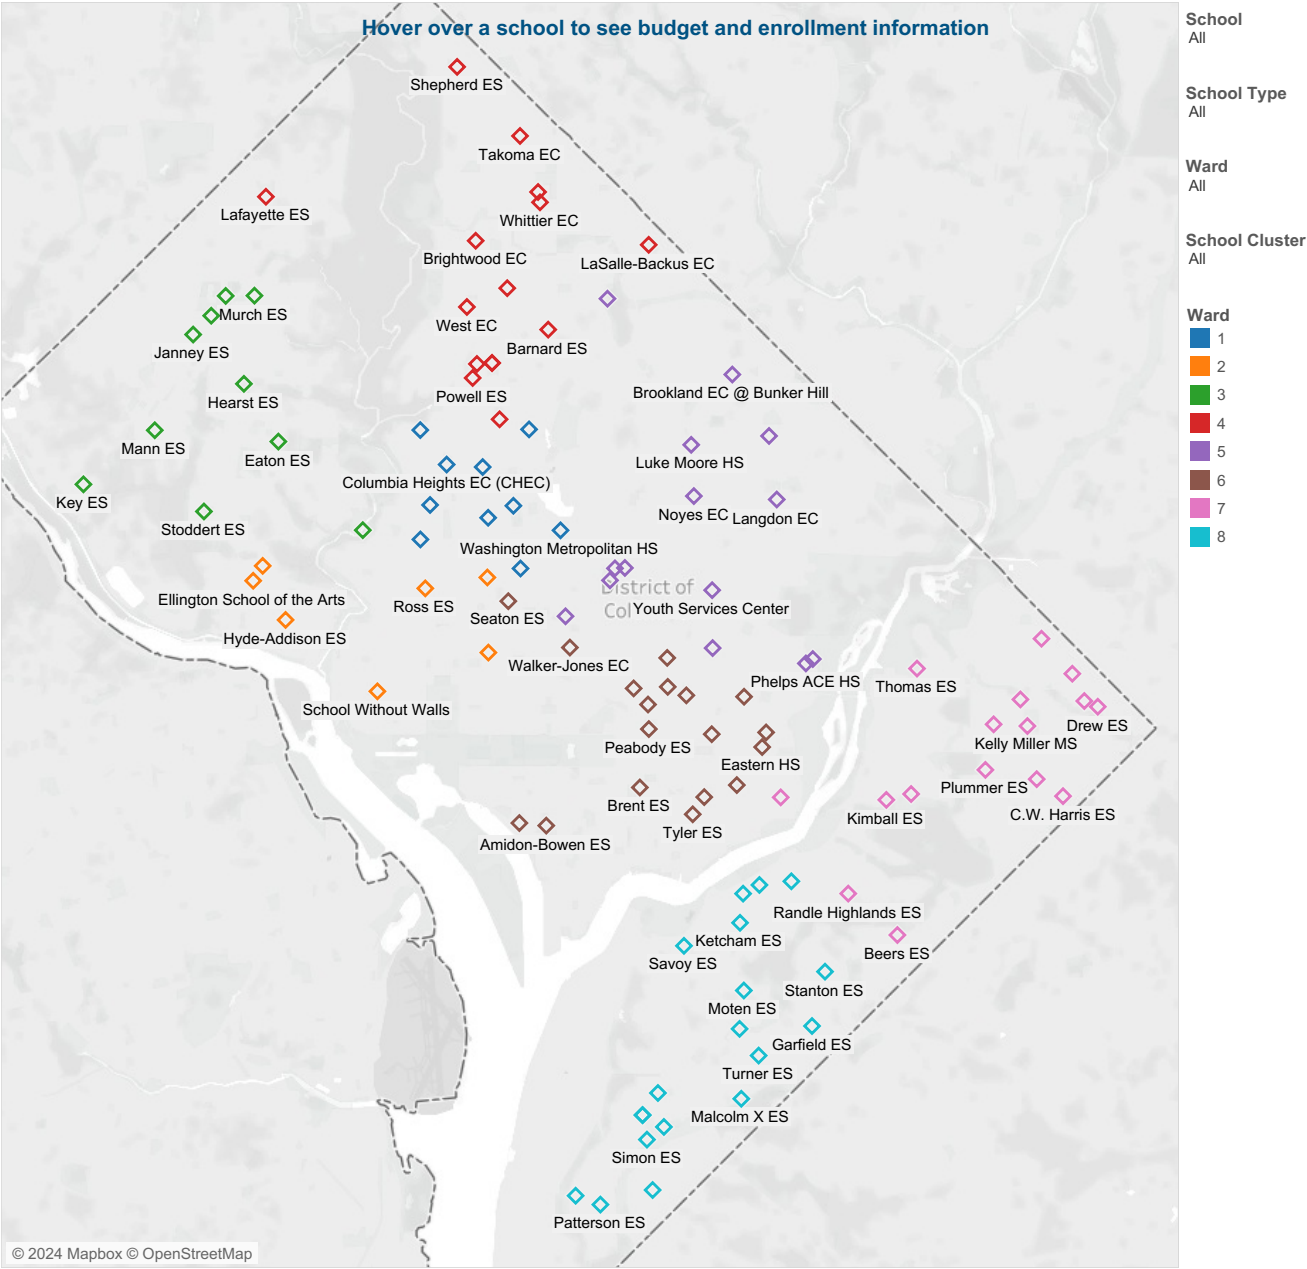 Hover over a school to see budget and enrollment information
Shepherd ES
Takoma EC
Lafayette ES
Whittier EC
Brightwood EC
LaSalle-Backus EC
Murch ES
West EC
Janney ES
Barnard ES
Hearst ES
Powell ES
Brookland EC @ Bunker Hill
Mann ES
Eaton ES
Luke Moore HS
Columbia Heights EC (CHEC)
Key ES
Stoddert ES
Noyes EC
Langdon EC
Washington Metropolitan HS
District of
Col
Ellington School of the Arts
Ross ES
Seaton ES
Youth Services Center
Hyde-Addison ES
Walker-Jones EC
Phelps ACE HS
Thomas ES
School Without Walls
Drew ES
Peabody ES
Kelly Miller MS
Eastern HS
Plummer ES
Brent ES
C.W. Harris ES
Kimball ES
Tyler ES
Amidon-Bowen ES
Randle Highlands ES
Ketcham ES
Beers ES
Savoy ES
Stanton ES
Moten ES
Garfield ES
Turner ES
Malcolm X ES
Simon ES
Patterson ES
© 2024 Mapbox © OpenStreetMap
School
All
School Type
All
Ward
All
School Cluster
All
Ward
1
2
3
4
5
6
7
8